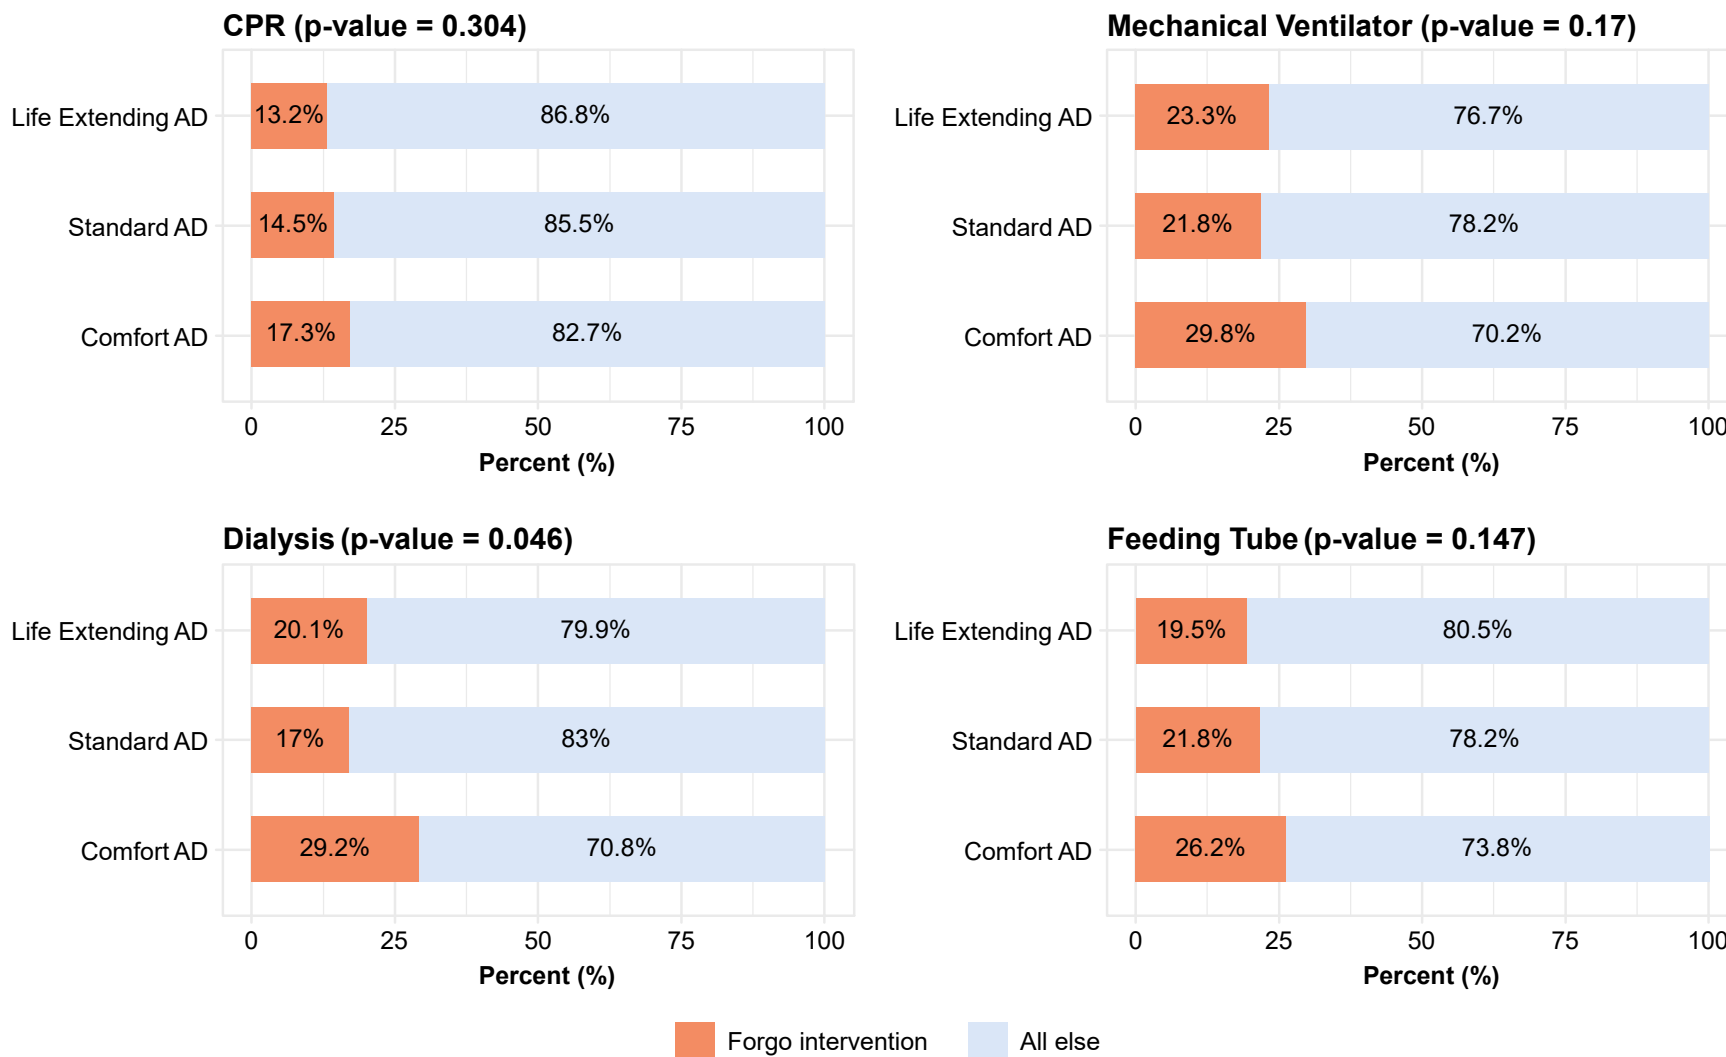 CPR (p-value = 0.304)
Life Extending AD
13.2%
86.8%
Standard AD
14.5%
85.5%
Comfort AD
17.3%
82.7%
0 25 50 75 100
Percent (%)
Mechanical Ventilator (p-value = 0.17)
Life Extending AD
23.3%
76.7%
Standard AD
21.8%
78.2%
Comfort AD
29.8%
70.2%
0 25 50 75 100
Percent (%)
Dialysis (p-value = 0.046)
Life Extending AD
20.1%
79.9%
Standard AD
17%
83%
Comfort AD
29.2%
70.8%
0 25 50 75 100
Percent (%)
Feeding Tube (p-value = 0.147)
Life Extending AD
19.5%
80.5%
Standard AD
21.8%
78.2%
Comfort AD
26.2%
73.8%
0 25 50 75 100
Percent (%)
Forgo intervention
All else